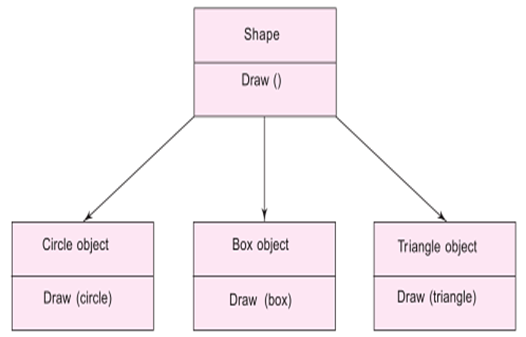 Shape
Draw ()
Circle object
Draw (circle)
Box object
Draw (box)
Triangle object
Draw (triangle)